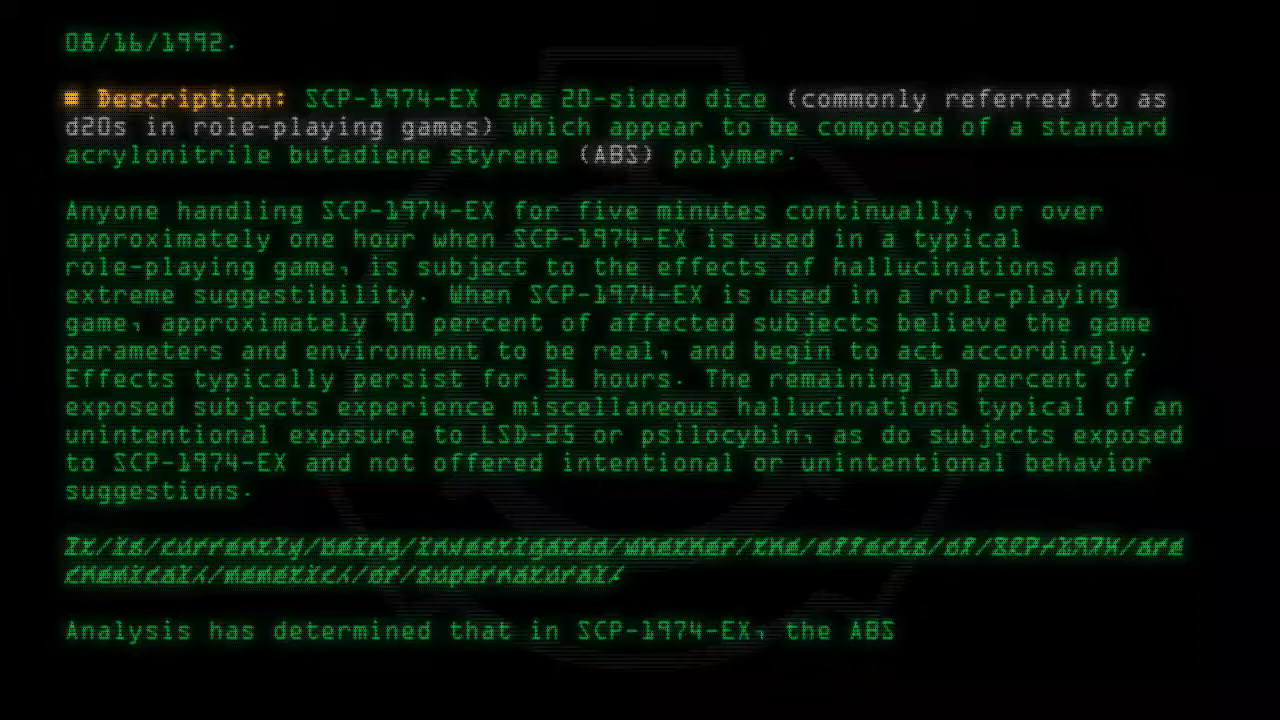 08/16/1992.
■ Description: SCP-1974-EX are 20-sided dice (commonly referred to as
d20s in role-playing games) which appear to be composed of a standard
acrylonitrile butadiene styrene (ABS) polymer.
Anyone handling SCP-1974-EX for five minutes continually, or over
approximately one hour when SCP-1974-EX is used in a typical
role-playing game, is subject to the effects of hallucinations and
extreme suggestibility. When SCP-1974-EX is used in a role-playing
game, approximately 90 percent of affected subjects believe the game
parameters and environment to be real, and begin to act accordingly.
Effects typically persist for 36 hours. The remaining 10 percent of
exposed subjects experience miscellaneous hallucinations typical of an
unintentional exposure to LSD-25 or psilocybin, as do subjects exposed
to SCP-1974-EX and not offered intentional or unintentional behavior
suggestions.
It/is/currently/being/investigated/whether/the/effects/of/SCP-1974/are
chemical,/memetic,/or/supernatural.
Analysis has determined that in SCP-1974-EX, the ABS